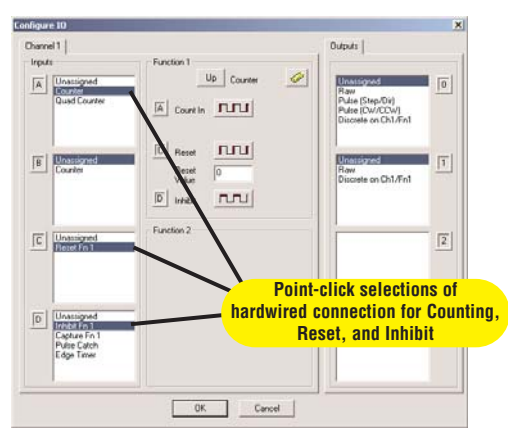 Configure IO
Channel 1
Inputs
A
Unassigned
Counter
Quad Counter
B
Unassigned
Counter
C
Unassigned
Reset Fn 1
D
Unassigned
Inhibit Fn 1
Capture Fn 1
Pulse Catch
Edge Timer
Function 1
Up Counter
A Count In
Reset
Reset Value 0
D Inhibit
Function 2
Outputs
Unassigned
Raw
Pulse (Step/Dir)
Pulse (CW/CCW)
Discrete on Ch1/Fn1
0
Unassigned
Raw
Discrete on Ch1/Fn1
1
2
Point-click selections of
hardwired connection for Counting,
Reset, and Inhibit
OK Cancel